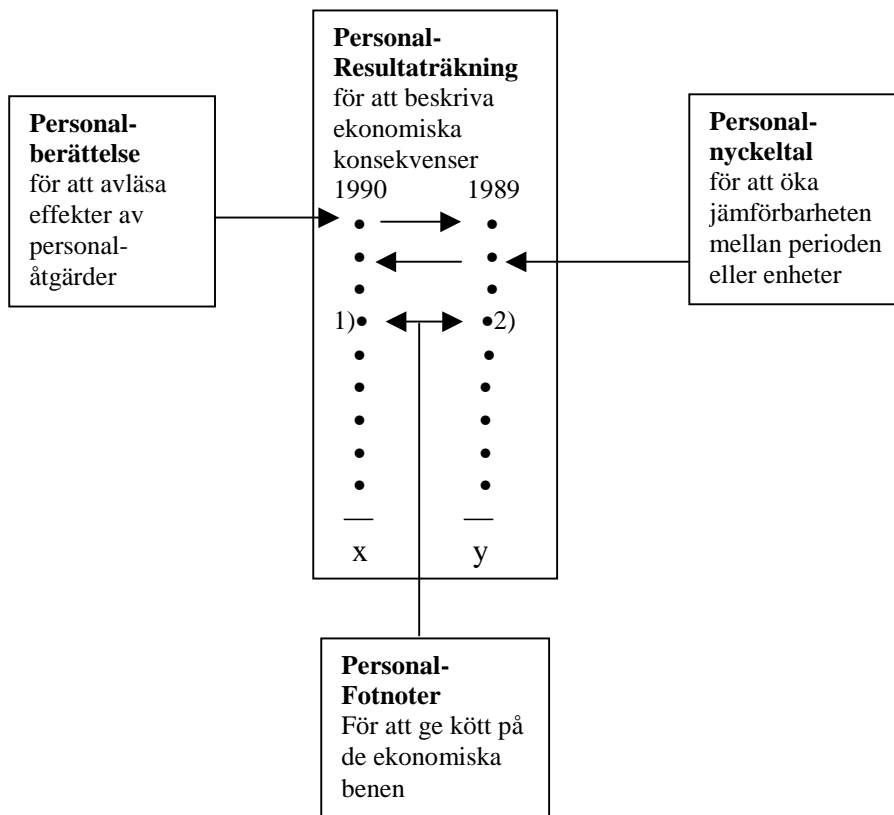 Personal-
Resultaträkning
för att beskriva
ekonomiska
konsekvenser
1990 1989
1) 2)
x y
Personal-
berättelse
för att avläsa
effekter av
personal-
åtgärder
Personal-
nyckeltal
för att öka
jämförbarheten
mellan perioden
eller enheter
Personal-
Fotnoter
För att ge kött på
de ekonomiska
benen